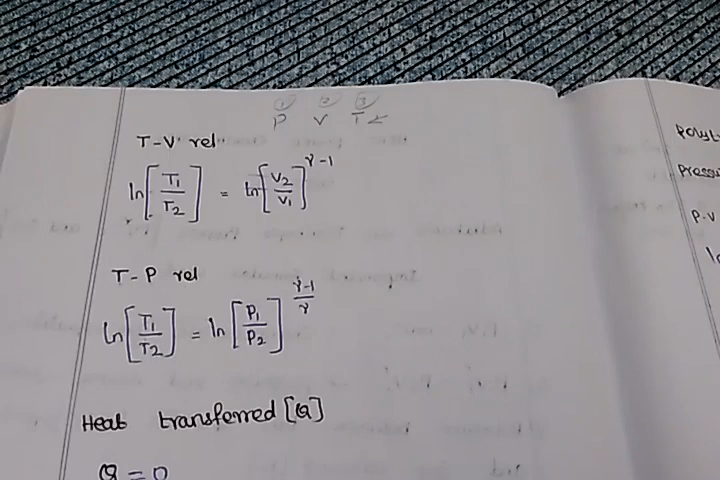 ① ② ③
P V T
T-V rel.
ln[T₁/T₂] = ln[V₂/V₁]^γ-1
T-P rel
ln[T₁/T₂] = ln[P₁/P₂]^γ-1/γ
Heat transferred [Q]
Q = 0
P-V
ln